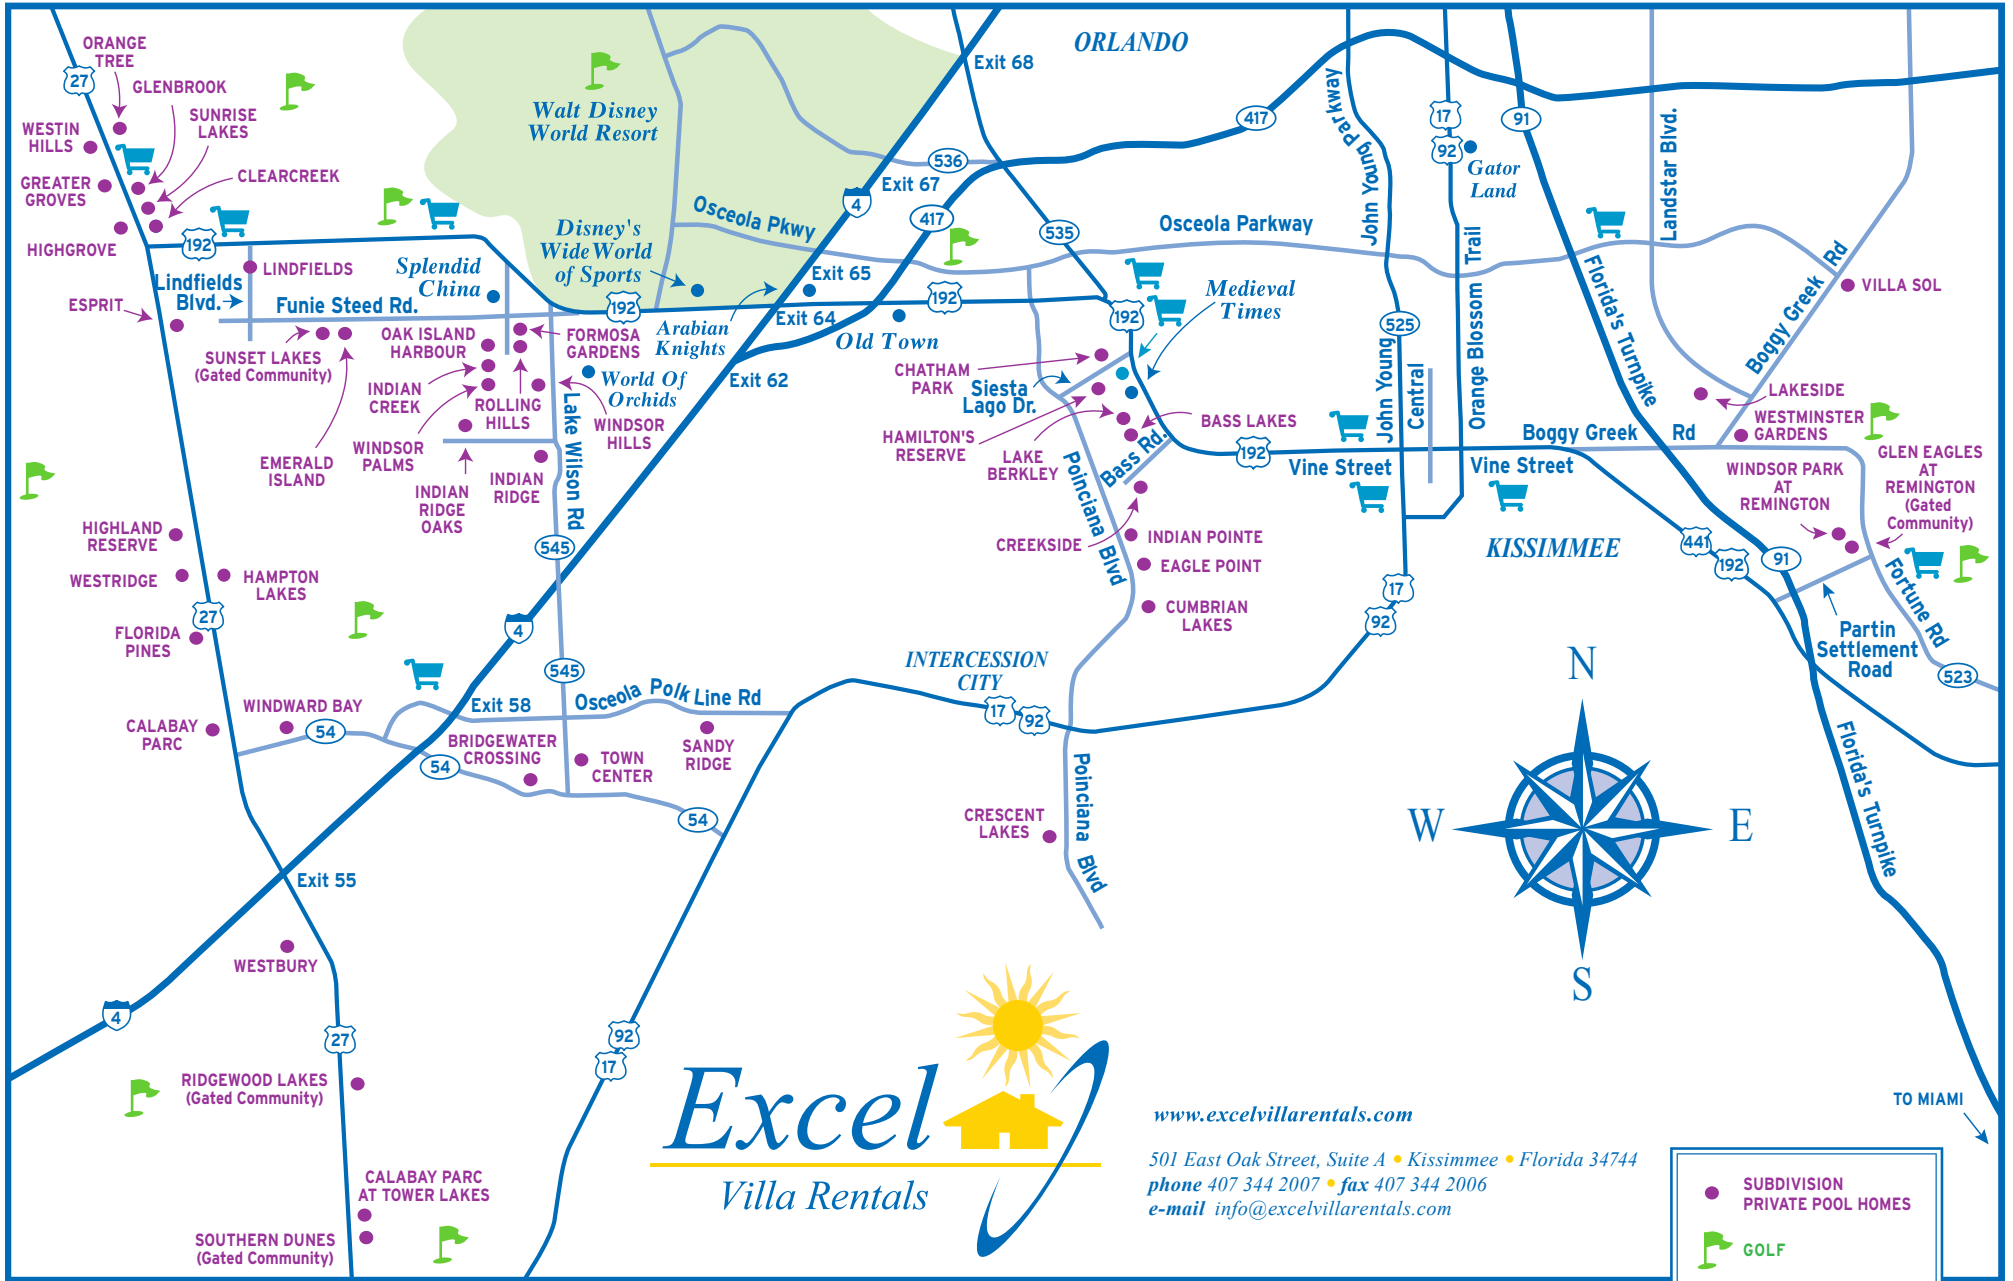 ORANGE
TREE
27
GLENBROOK
SUNRISE
LAKES
WESTIN
HILLS
GREATER
GROVES
CLEARCREEK
HIGHGROVE
192
Lindfields
Blvd.
LINDFIELDS
ESPRIT
Funie Steed Rd.
Splendid
China
SUNSET LAKES
(Gated Community)
EMERALD
ISLAND
OAK ISLAND
HARBOUR
INDIAN
CREEK
WINDSOR
PALMS
FORMOSA
GARDENS
ROLLING
HILLS
WINDSOR
HILLS
World Of
Orchids
INDIAN
RIDGE
OAKS
INDIAN
RIDGE
Lake Wilson Rd
Walt Disney
World Resort
Disney's
Wide World
of Sports
192
Arabian
Knights
Osceola Pkwy
Exit 68
536
Exit 67
4
417
Exit 65
192
Exit 64
Old Town
Exit 62
ORLANDO
417
535
Osceola Parkway
192
Medieval
Times
CHATHAM
PARK
Siesta
Lago Dr.
HAMILTON'S
RESERVE
LAKE
BERKLEY
BASS LAKES
Bass Rd.
192
Poinciana Blvd
CREEKSIDE
INDIAN POINTE
EAGLE POINT
CUMBRIAN
LAKES
John Young Parkway
John Young Parkway
525
John Young
Central
17
92
Gator
Land
Orange Blossom Trail
91
Florida's Turnpike
Landstar Blvd.
Boggy Greek Rd
VILLA SOL
LAKESIDE
WESTMINSTER
GARDENS
Boggy Greek Rd
Vine Street
Vine Street
WINDSOR PARK
AT
REMINGTON
GLEN EAGLES
AT
REMINGTON
(Gated
Community)
KISSIMMEE
441
192
91
Fortune Rd
Partin
Settlement
Road
523
17
92
HIGHLAND
RESERVE
WESTRIDGE
HAMPTON
LAKES
27
FLORIDA
PINES
545
4
545
WINDWARD BAY
CALABAY
PARC
54
Exit 58
Osceola Polk Line Rd
BRIDGEWATER
CROSSING
54
TOWN
CENTER
SANDY
RIDGE
54
INTERCESSION
CITY
17
92
Poinciana Blvd
CRESCENT
LAKES
Exit 55
WESTBURY
4
27
92
17
RIDGEWOOD LAKES
(Gated Community)
CALABAY PARC
AT TOWER LAKES
SOUTHERN DUNES
(Gated Community)
N
W
E
S
Florida's Turnpike
TO MIAMI
Excel
Villa Rentals
www.excelvillarentals.com
501 East Oak Street, Suite A • Kissimmee • Florida 34744
phone 407 344 2007 • fax 407 344 2006
e-mail info@excelvillarentals.com
SUBDIVISION
PRIVATE POOL HOMES
GOLF